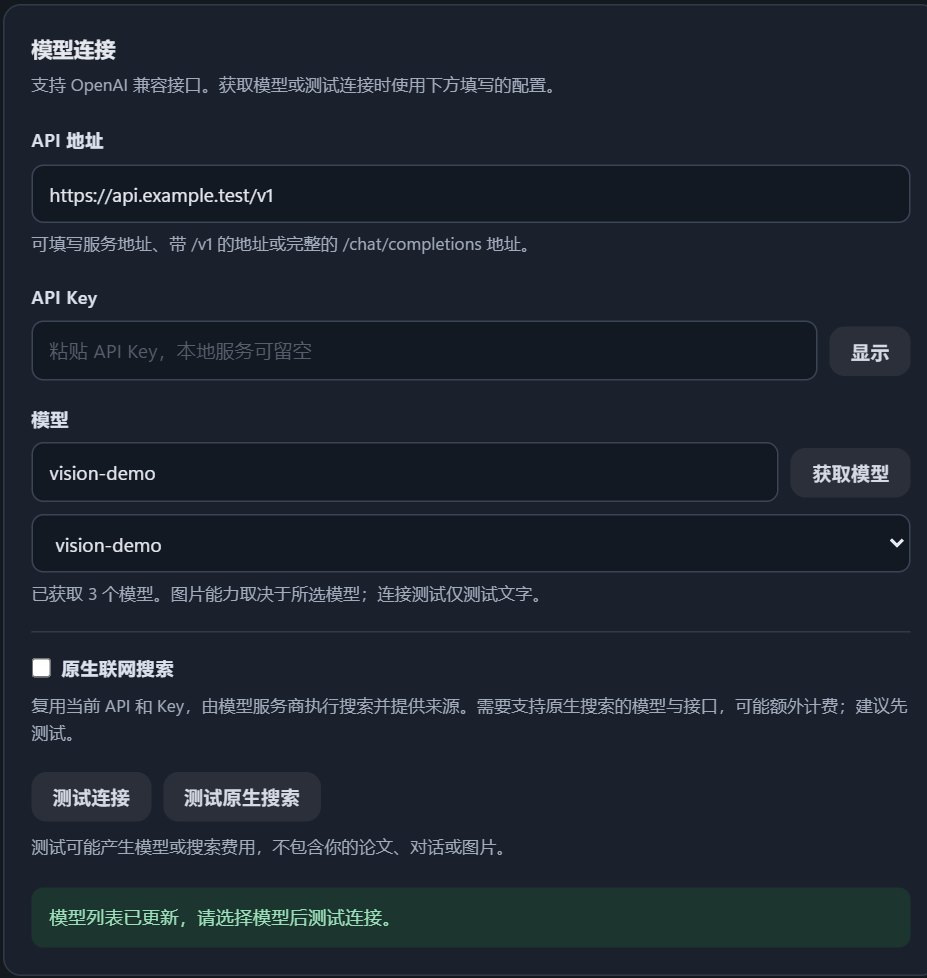 模型连接
支持 OpenAI 兼容接口。获取模型或测试连接时使用下方填写的配置。
API 地址
https://api.example.test/v1
可填写服务地址、带 /v1 的地址或完整的 /chat/completions 地址。
API Key
粘贴 API Key，本地服务可留空
显示
模型
vision-demo
获取模型
vision-demo
已获取 3 个模型。图片能力取决于所选模型；连接测试仅测试文字。
原生联网搜索
复用当前 API 和 Key，由模型服务商执行搜索并提供来源。需要支持原生搜索的模型与接口，可能额外计费；建议先
测试。
测试连接
测试原生搜索
测试可能产生模型或搜索费用，不包含你的论文、对话或图片。
模型列表已更新，请选择模型后测试连接。